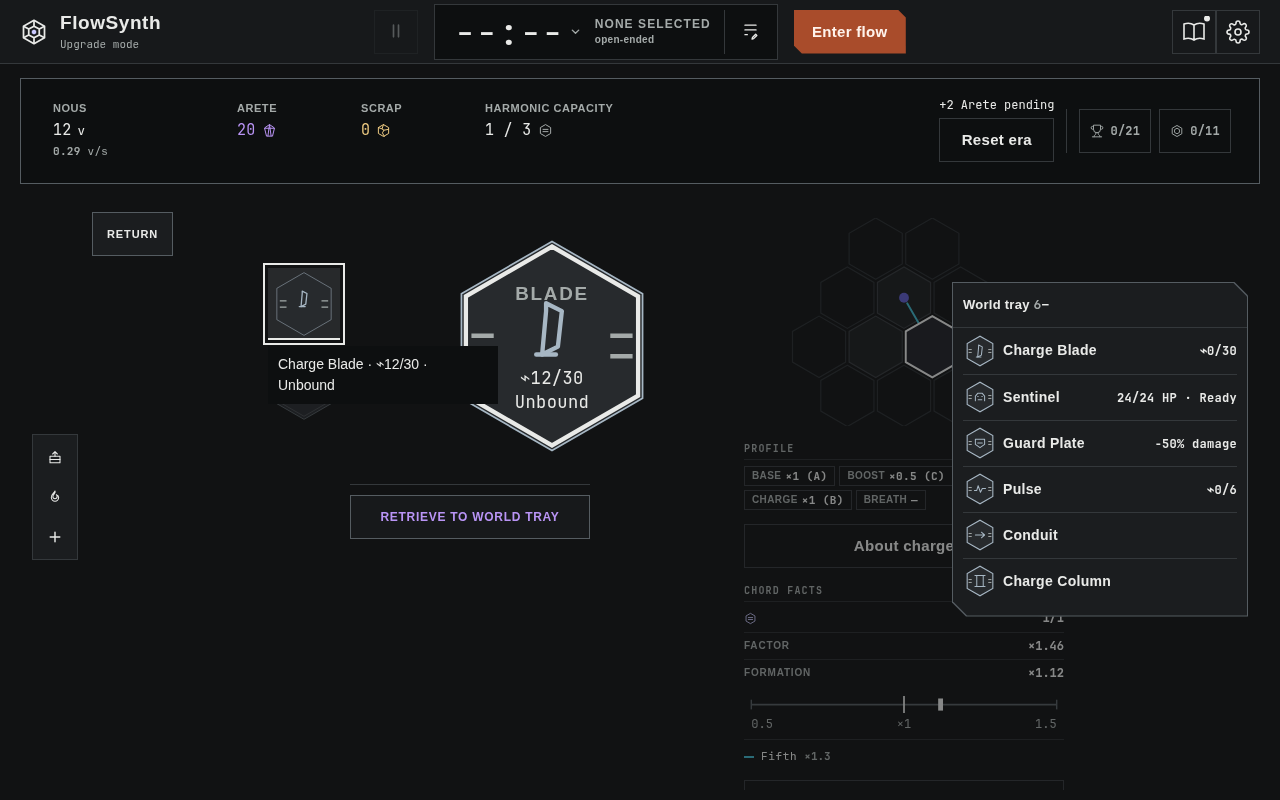 FlowSynth
Upgrade mode
– – : – –
NONE SELECTED
open-ended
Enter flow
NOUS
12 v
0.29 v/s
ARETE
20
SCRAP
0
HARMONIC CAPACITY
1 / 3
+2 Arete pending
Reset era
0/21
0/11
RETURN
BLADE
⌁12/30
Unbound
Charge Blade · ⌁12/30 ·
Unbound
RETRIEVE TO WORLD TRAY
World tray 6–
Charge Blade
⌁0/30
Sentinel
24/24 HP · Ready
Guard Plate
-50% damage
Pulse
⌁0/6
Conduit
Charge Column
PROFILE
BASE ×1 (A)
BOOST ×0.5 (C)
CHARGE ×1 (B)
BREATH –
About charge
CHORD FACTS
1/1
FACTOR
×1.46
FORMATION
×1.12
0.5
×1
1.5
Fifth ×1.3